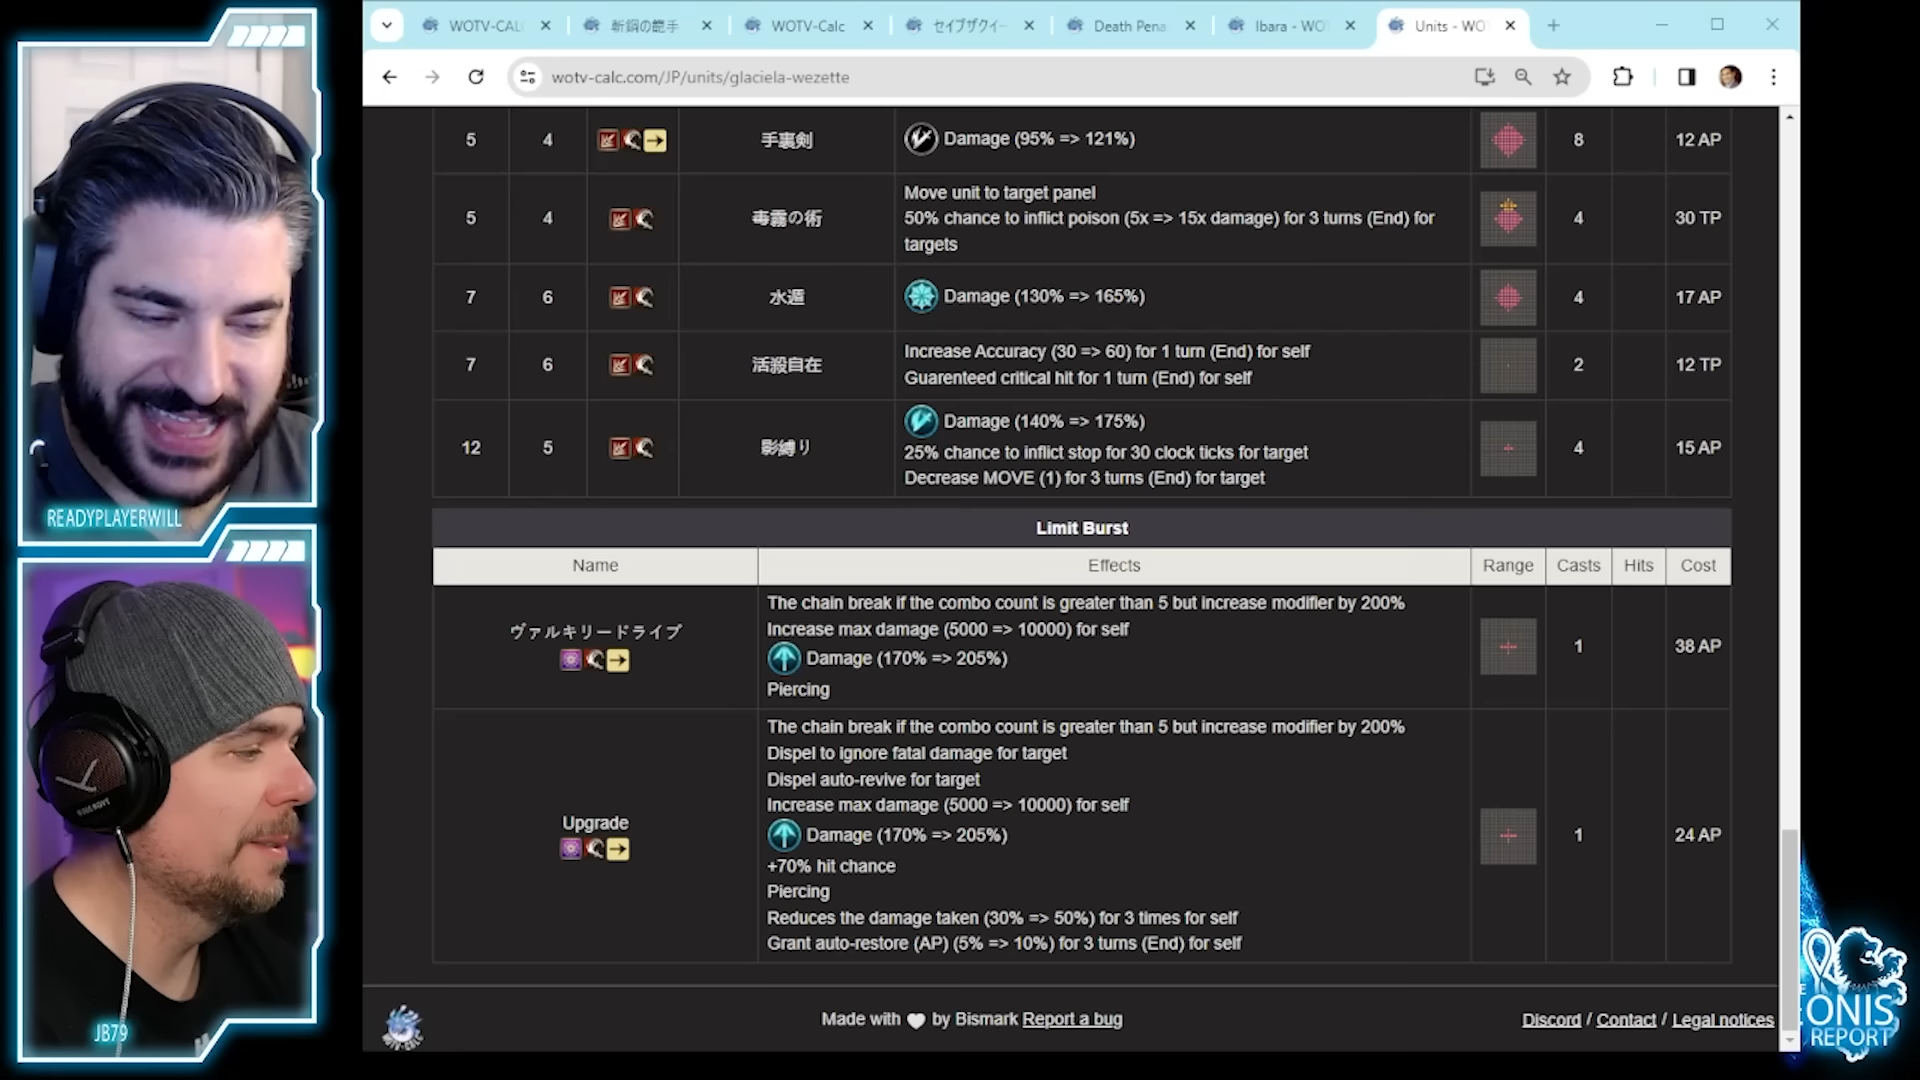 WOTV-CAL
斬鋼の籠手
WOTV-Calc
セイブザクイー
Death Pena
Ibara - WO
Units - WO
wotv-calc.com/JP/units/glaciela-wezette
5 4 手裏剣 Damage (95% => 121%) 8 12 AP
Move unit to target panel
5 4 毒霧の術 50% chance to inflict poison (5x => 15x damage) for 3 turns (End) for 4 30 TP
targets
7 6 水遁 Damage (130% => 165%) 4 17 AP
Increase Accuracy (30 => 60) for 1 turn (End) for self
7 6 活殺自在 2 12 TP
Guarenteed critical hit for 1 turn (End) for self
Damage (140% => 175%)
12 5 影縛り 25% chance to inflict stop for 30 clock ticks for target 4 15 AP
Decrease MOVE (1) for 3 turns (End) for target
Limit Burst
Name Effects Range Casts Hits Cost
The chain break if the combo count is greater than 5 but increase modifier by 200%
ヴァルキリードライブ Increase max damage (5000 => 10000) for self 1 38 AP
Damage (170% => 205%)
Piercing
The chain break if the combo count is greater than 5 but increase modifier by 200%
Dispel to ignore fatal damage for target
Dispel auto-revive for target
Increase max damage (5000 => 10000) for self
Upgrade Damage (170% => 205%) 1 24 AP
+70% hit chance
Piercing
Reduces the damage taken (30% => 50%) for 3 times for self
Grant auto-restore (AP) (5% => 10%) for 3 turns (End) for self
Made with by Bismark Report a bug
Discord / Contact / Legal notices
WOTV-CALC
READYPLAYERWILL
JB79
ONIS
REPORT